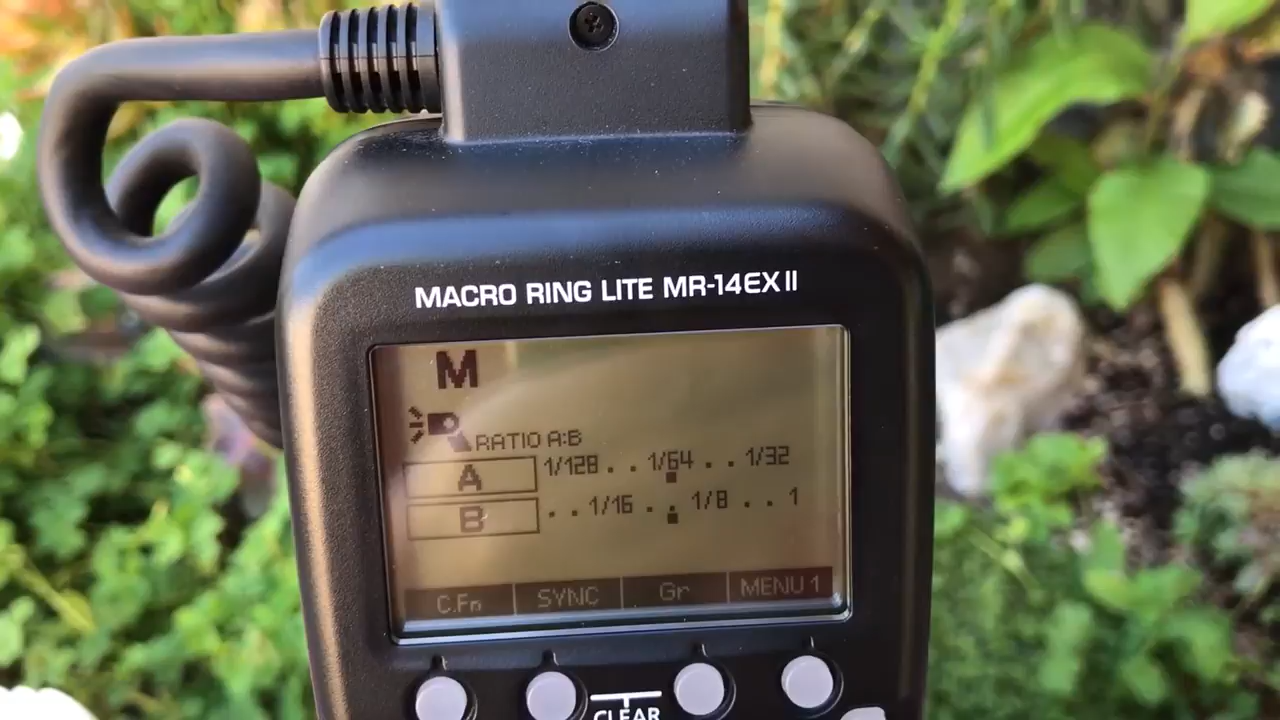 MACRO RING LITE MR-14EX II
M
RATIO A:B
A 1/128 . . 1/64 . . 1/32
B . . 1/16 . . 1/8 . . 1
C.Fn SYNC Gr MENU 1
CLEAR